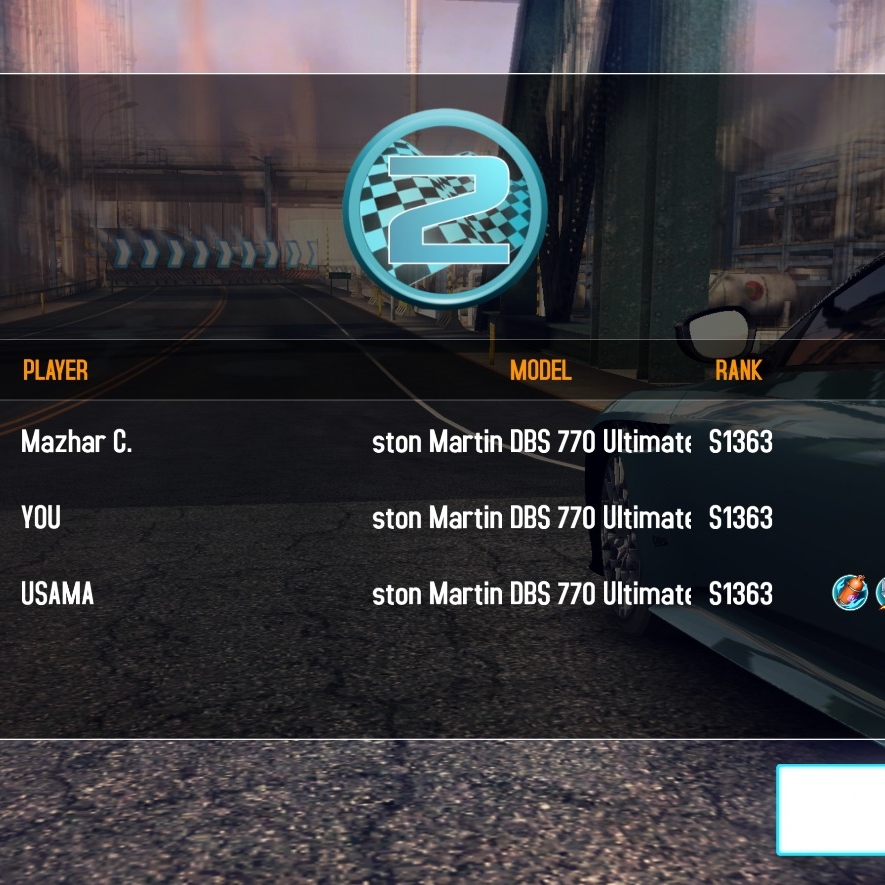 2
PLAYER MODEL RANK
Mazhar C. ston Martin DBS 770 Ultimate S1363
YOU ston Martin DBS 770 Ultimate S1363
USAMA ston Martin DBS 770 Ultimate S1363